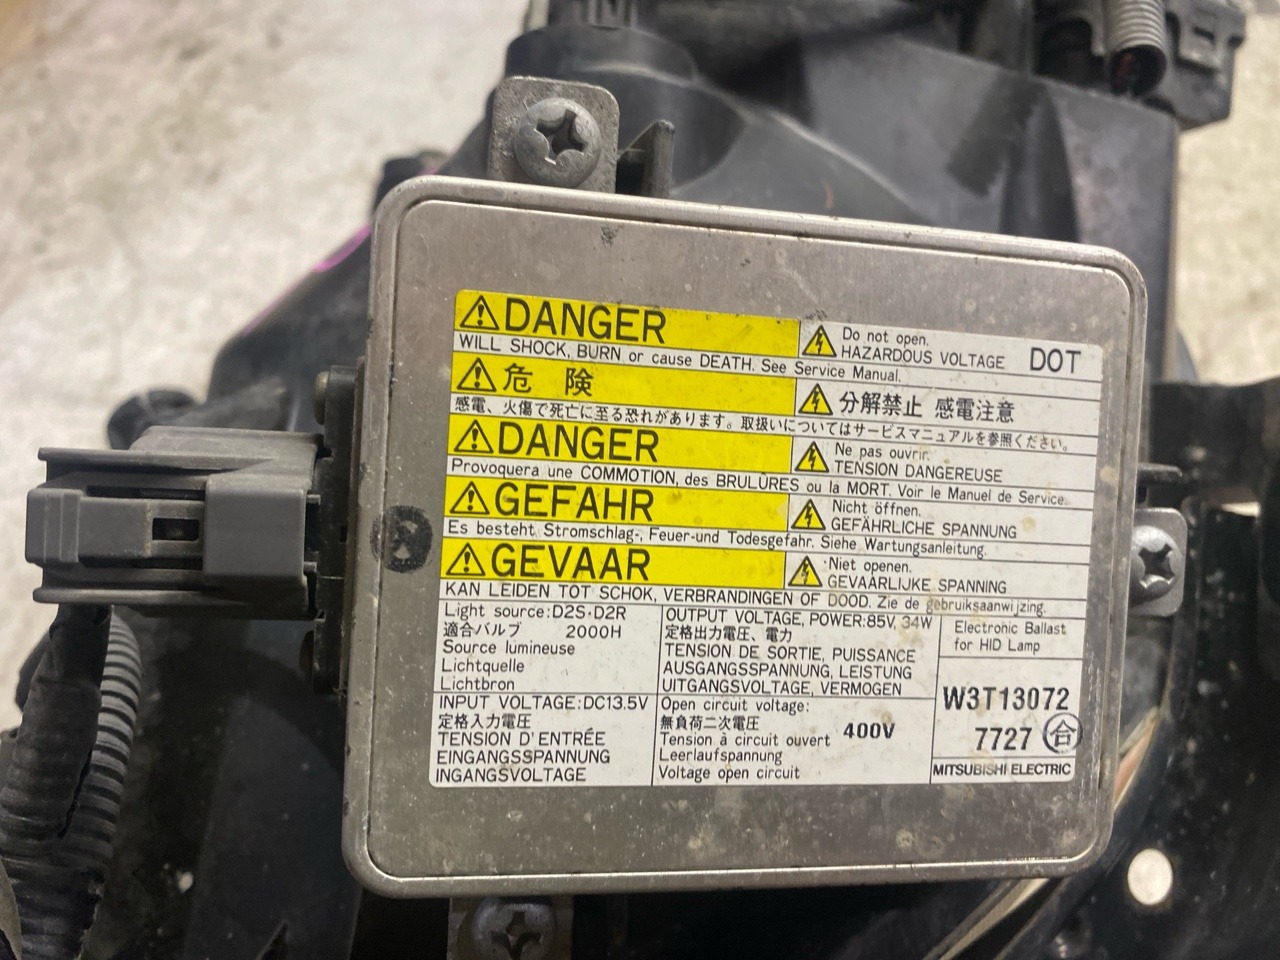 DANGER
WILL SHOCK, BURN or cause DEATH. See Service Manual.
Do not open.
HAZARDOUS VOLTAGE
DOT
危険
感電、火傷で死亡に至る恐れがあります。取扱いについてはサービスマニュアルを参照ください。
分解禁止 感電注意
DANGER
Provoquera une COMMOTION, des BRULÛRES ou la MORT. Voir le Manuel de Service.
Ne pas ouvrir.
TENSION DANGEREUSE
GEFAHR
Es besteht Stromschlag-, Feuer-und Todesgefahr. Siehe Wartungsanleitung.
Nicht öffnen.
GEFÄHRLICHE SPANNUNG
GEVAAR
KAN LEIDEN TOT SCHOK, VERBRANDINGEN OF DOOD. Zie de gebruiksaanwijzing.
:Niet openen.
GEVAARLIJKE SPANNING
Light source:D2S·D2R
適合バルブ 2000H
Source lumineuse
Lichtquelle
Lichtbron
OUTPUT VOLTAGE, POWER:85V, 34W
定格出力電圧、電力
TENSION DE SORTIE, PUISSANCE
AUSGANGSSPANNUNG, LEISTUNG
UITGANGSVOLTAGE, VERMOGEN
Electronic Ballast
for HID Lamp
INPUT VOLTAGE:DC13.5V
定格入力電圧
TENSION D'ENTRÉE
EINGANGSSPANNUNG
INGANGSVOLTAGE
Open circuit voltage:
無負荷二次電圧
Tension à circuit ouvert
400V
Leerlaufspannung
Voltage open circuit
W3T13072
7727 合
MITSUBISHI ELECTRIC